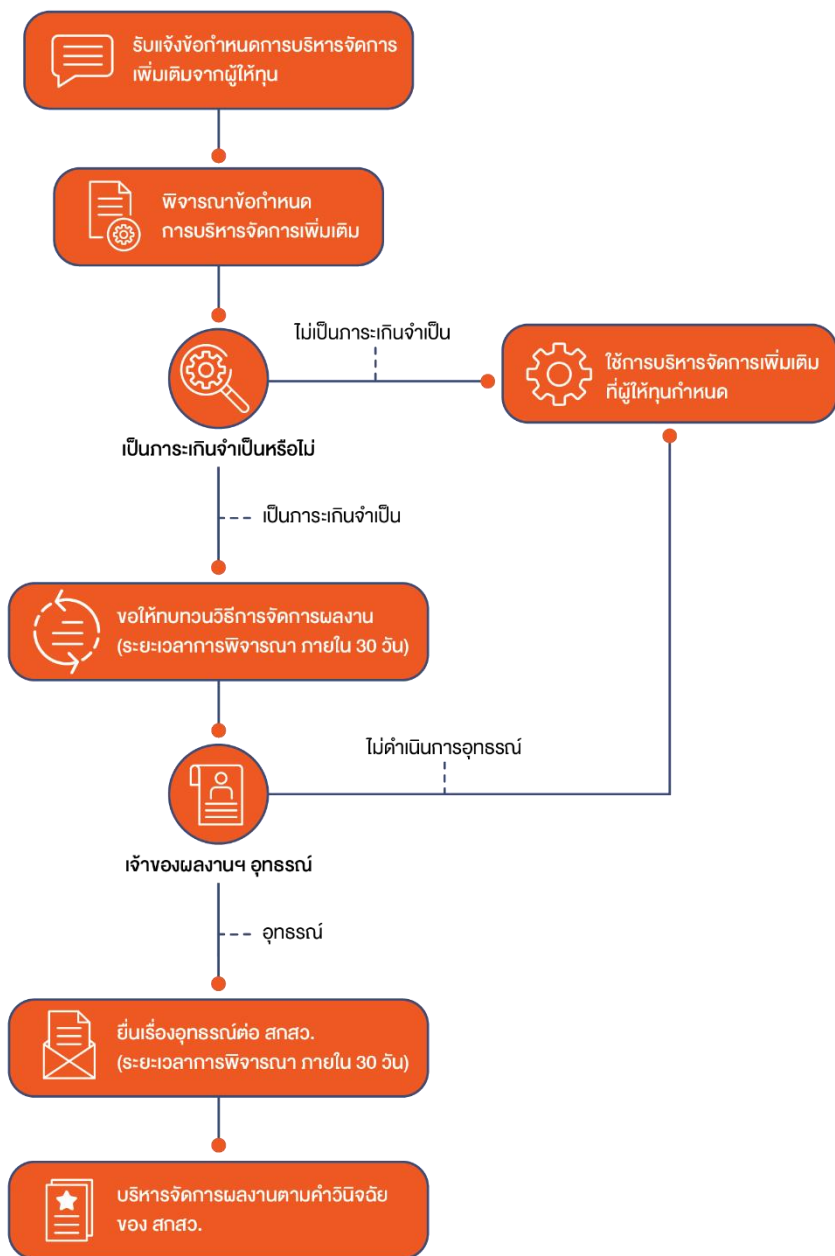 รับแจ้งข้อกำหนดการบริหารจัดการ
เพิ่มเติมจากผู้ให้ทุน
พิจารณาข้อกำหนด
การบริหารจัดการเพิ่มเติม
ไม่เป็นภาระเกินจำเป็น
ใช้การบริหารจัดการเพิ่มเติม
ที่ผู้ให้ทุนกำหนด
เป็นภาระเกินจำเป็นหรือไม่
เป็นภาระเกินจำเป็น
ขอให้ทบทวนวิธีการจัดการผลงาน
(ระยะเวลาการพิจารณา ภายใน 30 วัน)
ไม่ดำเนินการอุทธรณ์
เจ้าของผลงานฯ อุทธรณ์
อุทธรณ์
ยื่นเรื่องอุทธรณ์ต่อ สกสว.
(ระยะเวลาการพิจารณา ภายใน 30 วัน)
บริหารจัดการผลงานตามคำวินิจฉัย
ของ สกสว.